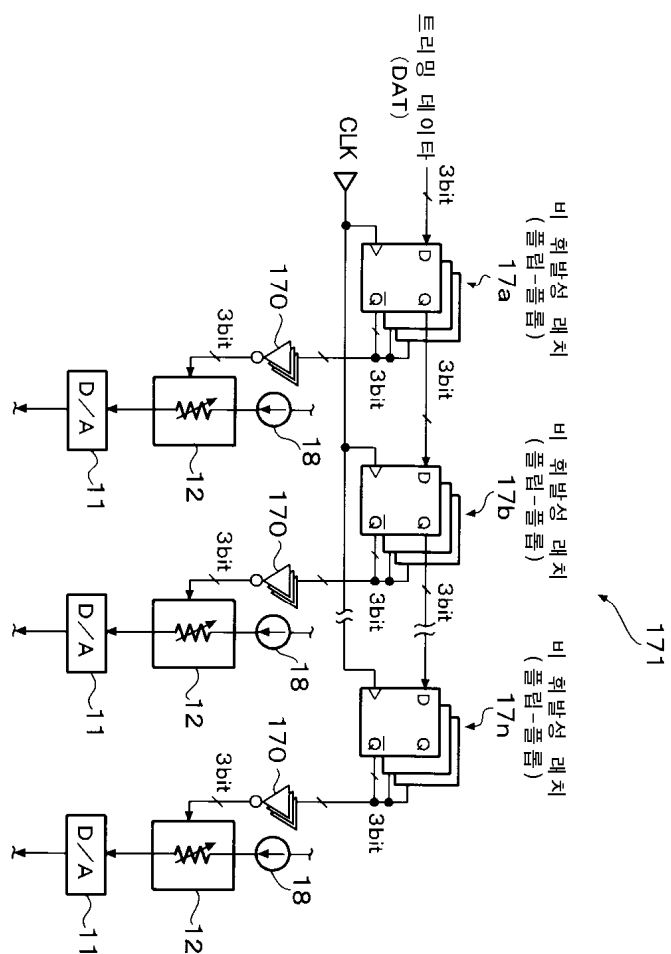 171
비 휘발성 래치
(플립-플롭)
비 휘발성 래치
(플립-플롭)
비 휘발성 래치
(플립-플롭)
17a
17b
17n
트리밍 데이터
(DAT)
3bit
D
Q
3bit
D
Q
3bit
D
Q
Q̅
3bit
Q̅
3bit
Q̅
3bit
CLK
170
170
170
18
18
18
3bit
3bit
3bit
12
12
12
D/A
D/A
D/A
11
11
11